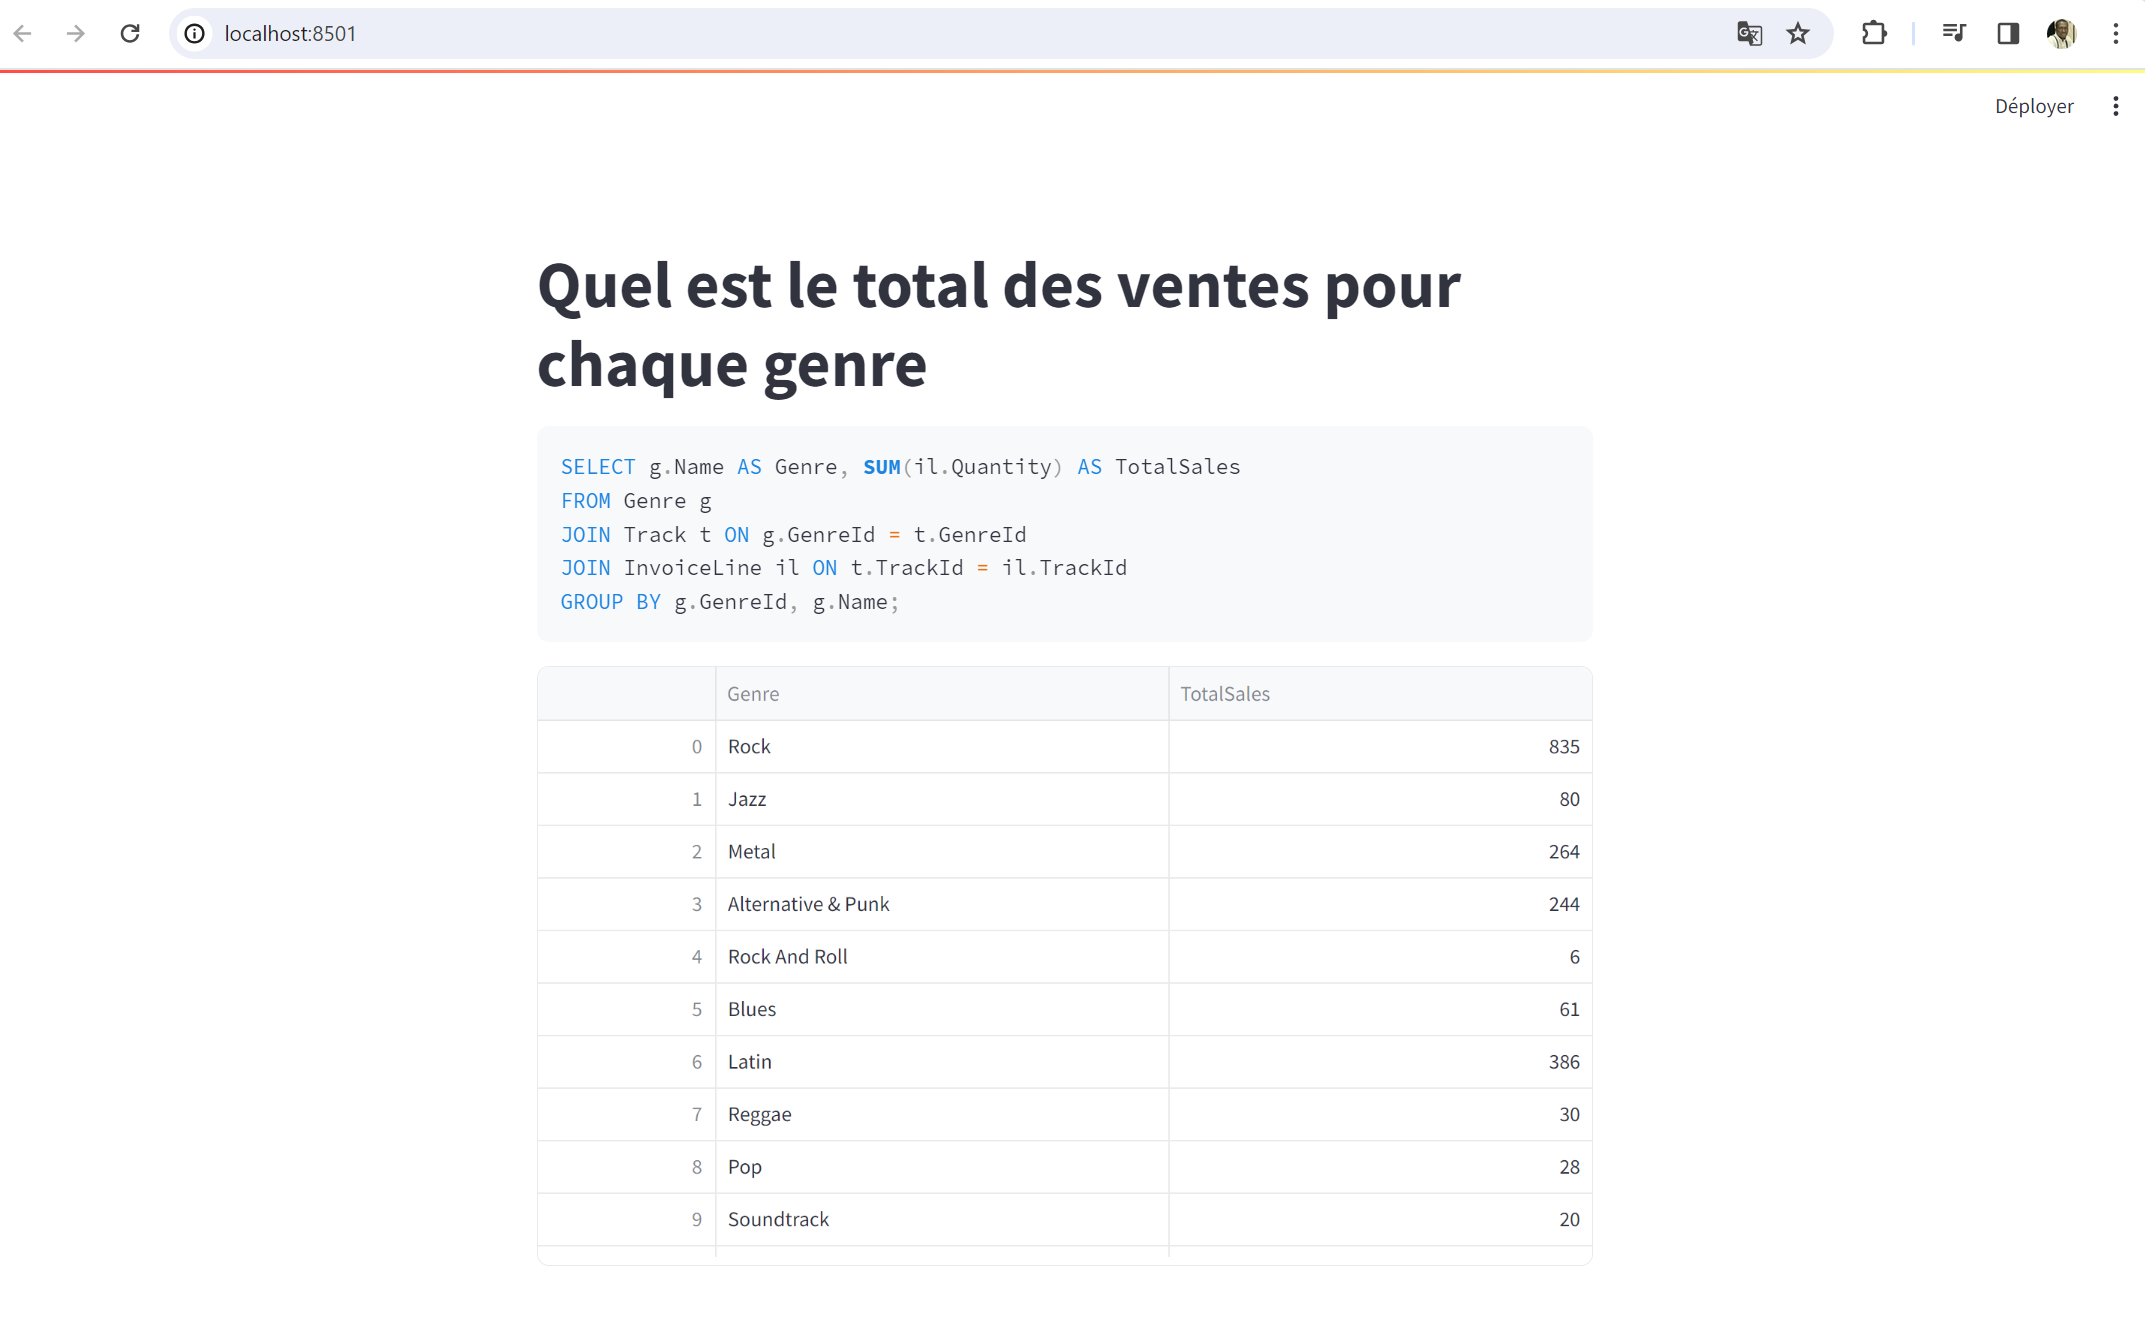 localhost:8501
Déployer
Quel est le total des ventes pour
chaque genre
SELECT g.Name AS Genre, SUM(il.Quantity) AS TotalSales
FROM Genre g
JOIN Track t ON g.GenreId = t.GenreId
JOIN InvoiceLine il ON t.TrackId = il.TrackId
GROUP BY g.GenreId, g.Name;
Genre TotalSales
0 Rock 835
1 Jazz 80
2 Metal 264
3 Alternative & Punk 244
4 Rock And Roll 6
5 Blues 61
6 Latin 386
7 Reggae 30
8 Pop 28
9 Soundtrack 20